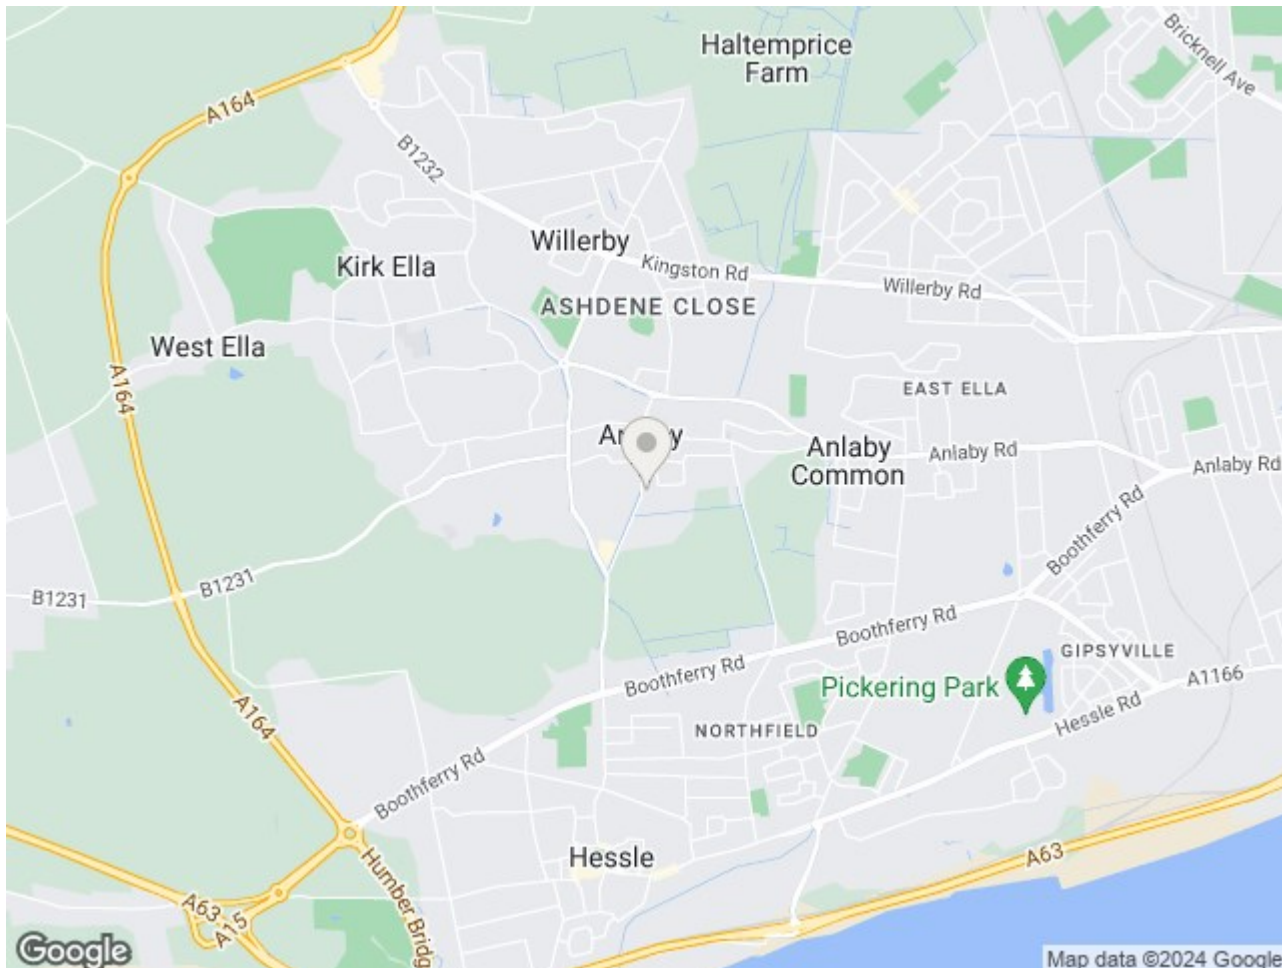 Haltemprice
Farm
Bricknell Ave
A164
B1232
Willerby
Kingston Rd
Kirk Ella
Willerby Rd
ASHDENE CLOSE
West Ella
A164
EAST ELLA
Anlaby
Common
Anlaby Rd
Anlaby Rd
Boothferry Rd
B1231
B1231
Boothferry Rd
GIPSYVILLE
Boothferry Rd
A1166
Pickering Park
A164
Hessle Rd
NORTHFIELD
Boothferry Rd
Hessle
A63
Humber Bridg
A63
A15
Google
Map data ©2024 Google